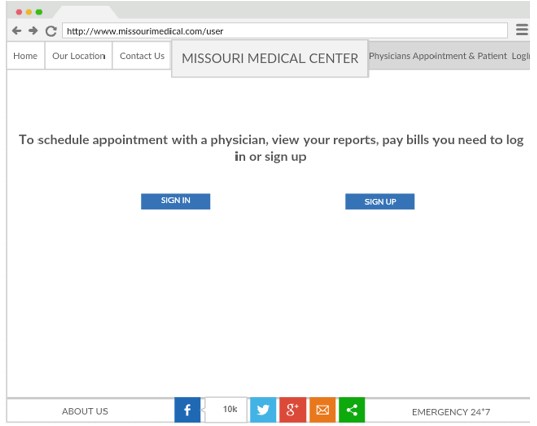 http://www.missourimedical.com/user
Home Our Location Contact Us MISSOURI MEDICAL CENTER Physicians Appointment & Patient
To schedule appointment with a physician, view your reports, pay bills you need to log
in or sign up
SIGN IN SIGN UP
ABOUT US f 10k g+ EMERGENCY 24*7